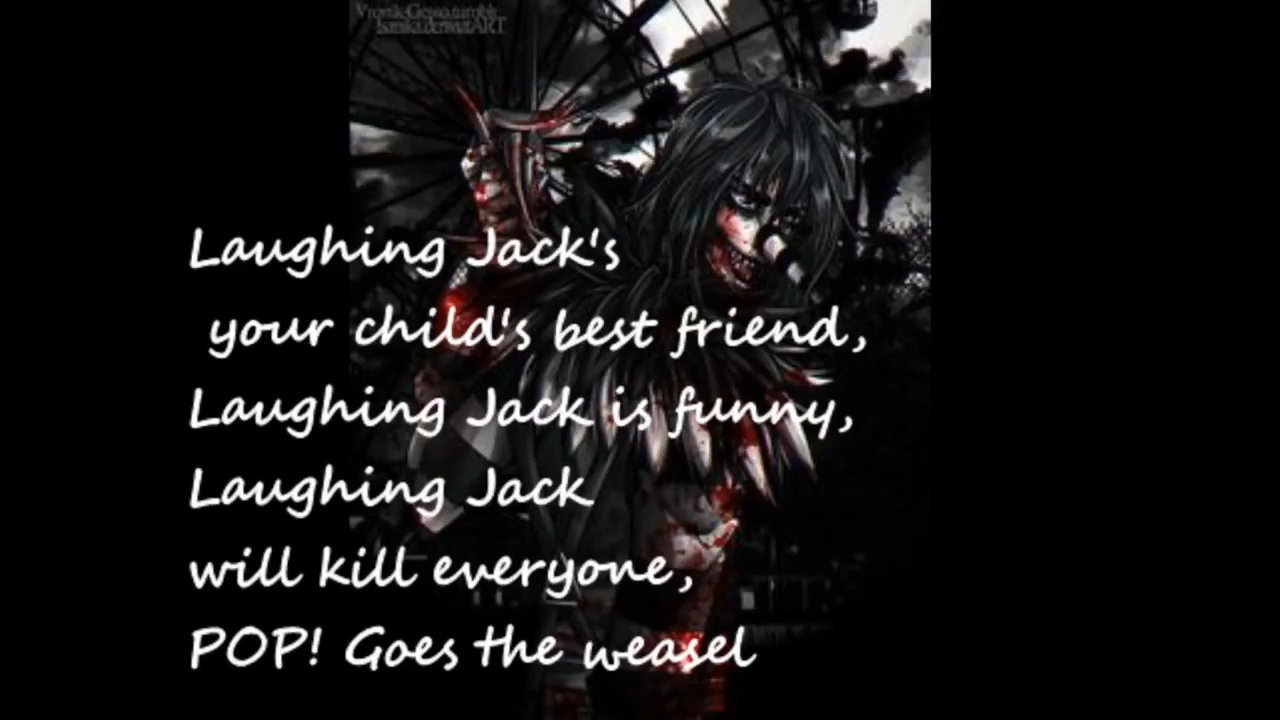 Laughing Jack's
your child's best friend,
Laughing Jack is funny,
Laughing Jack
will kill everyone,
POP! Goes the weasel